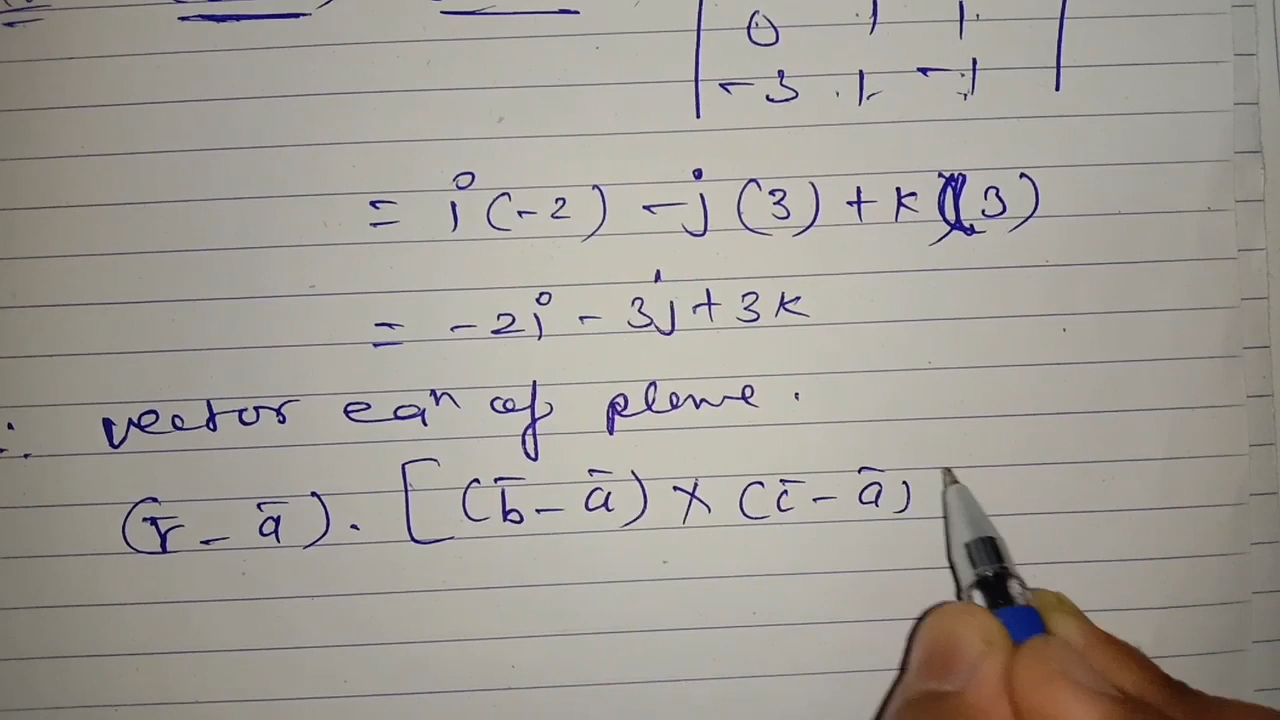 0 1 1
-3 1 -1
= i(-2) -j(3) + k(3)
= -2i - 3j + 3k
∴ vector eqⁿ of plane.
(r̄ - ā). [(b̄ - ā) × (c̄ - ā)